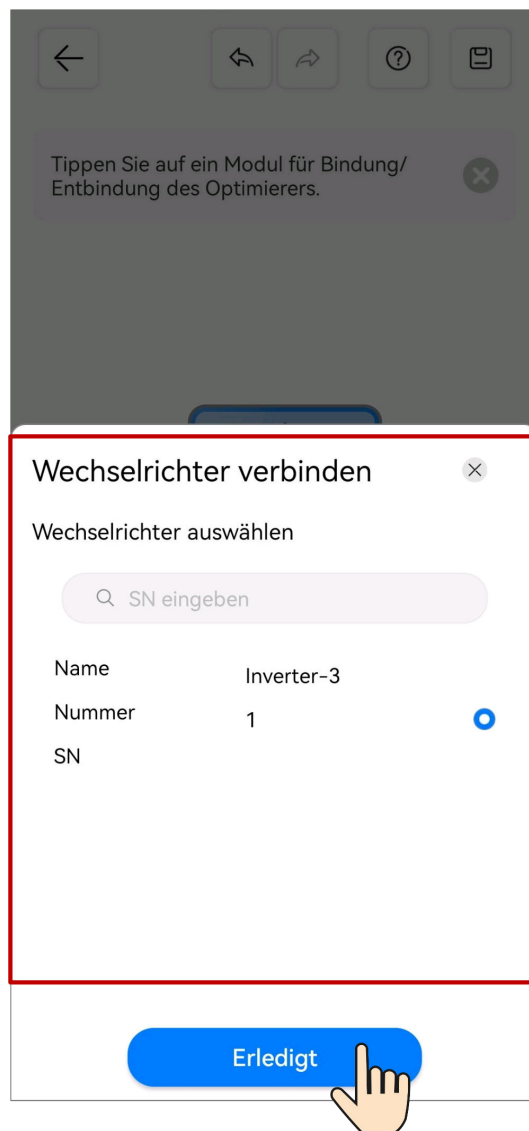 Tippen Sie auf ein Modul für Bindung/
Entbindung des Optimierers.
Wechselrichter verbinden
Wechselrichter auswählen
SN eingeben
Name Inverter-3
Nummer 1
SN
Erledigt